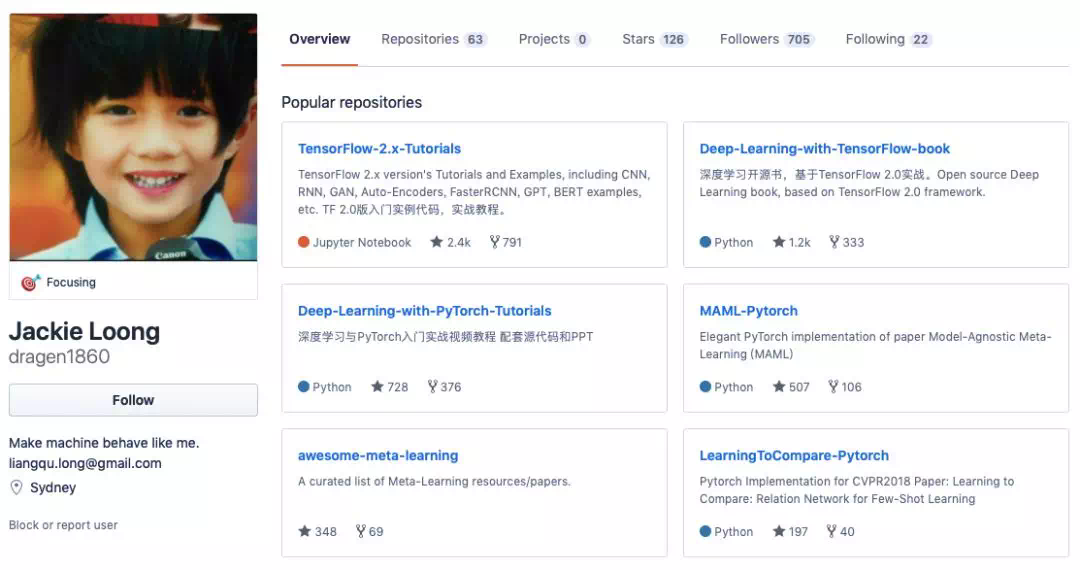 Overview Repositories 63 Projects 0 Stars 126 Followers 705 Following 22
Canon
Focusing
Jackie Loong
dragen1860
Follow
Make machine behave like me.
liangqu.long@gmail.com
Sydney
Block or report user
Popular repositories
TensorFlow-2.x-Tutorials
TensorFlow 2.x version's Tutorials and Examples, including CNN,
RNN, GAN, Auto-Encoders, FasterRCNN, GPT, BERT examples,
etc. TF 2.0版入门实例代码，实战教程。
Jupyter Notebook 2.4k 791
Deep-Learning-with-TensorFlow-book
深度学习开源书，基于TensorFlow 2.0实战。Open source Deep
Learning book, based on TensorFlow 2.0 framework.
Python 1.2k 333
Deep-Learning-with-PyTorch-Tutorials
深度学习与PyTorch入门实战视频教程 配套源代码和PPT
Python 728 376
MAML-Pytorch
Elegant PyTorch implementation of paper Model-Agnostic Meta-
Learning (MAML)
Python 507 106
awesome-meta-learning
A curated list of Meta-Learning resources/papers.
348 69
LearningToCompare-Pytorch
Pytorch Implementation for CVPR2018 Paper: Learning to
Compare: Relation Network for Few-Shot Learning
Python 197 40